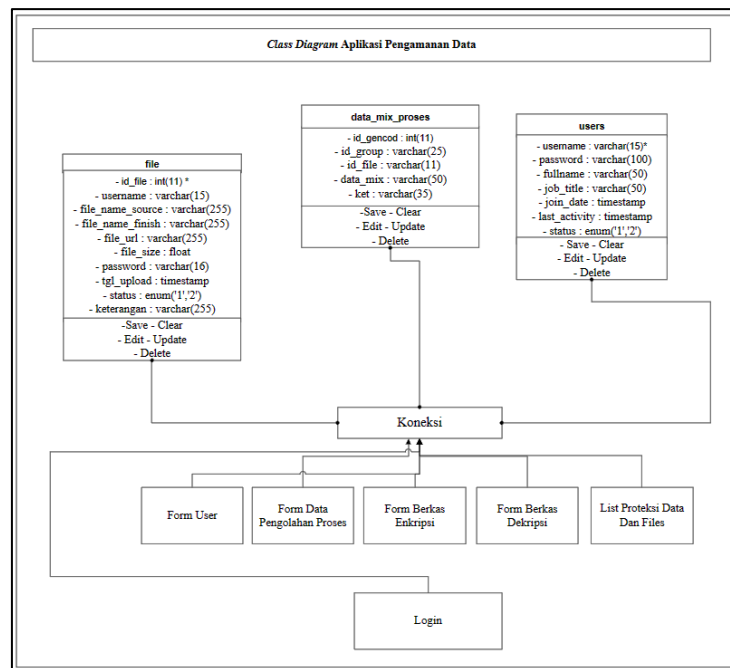 Class Diagram Aplikasi Pengamanan Data
file
- id_file : int(11) *
- username : varchar(15)
- file_name_source : varchar(255)
- file_name_finish : varchar(255)
- file_url : varchar(255)
- file_size : float
- password : varchar(16)
- tgl_upload : timestamp
- status : enum('1','2')
- keterangan : varchar(255)
-Save - Clear
- Edit - Update
- Delete
data_mix_proses
- id_gencod : int(11)
- id_group : varchar(25)
- id_file : varchar(11)
- data_mix : varchar(50)
- ket : varchar(35)
-Save - Clear
- Edit - Update
- Delete
users
- username : varchar(15)*
- password : varchar(100)
- fullname : varchar(50)
- job_title : varchar(50)
- join_date : timestamp
- last_activity : timestamp
- status : enum('1','2')
- Save - Clear
- Edit - Update
- Delete
Koneksi
Form User
Form Data
Pengolahan Proses
Form Berkas
Enkripsi
Form Berkas
Dekripsi
List Proteksi Data
Dan Files
Login